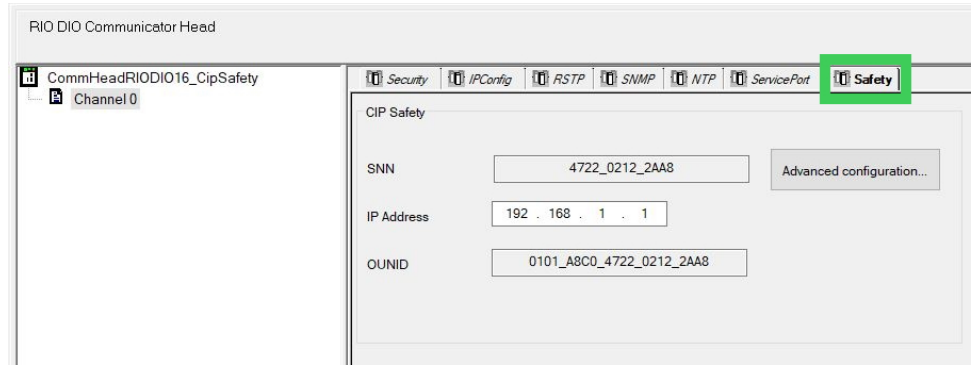 RIO DIO Communicator Head
CommHeadRIODIO16_CipSafety
Channel 0
Security IPConfig RSTP SNMP NTP ServicePort Safety
CIP Safety
SNN 4722_0212_2AA8 Advanced configuration...
IP Address 192 . 168 . 1 . 1
OUNID 0101_A8C0_4722_0212_2AA8